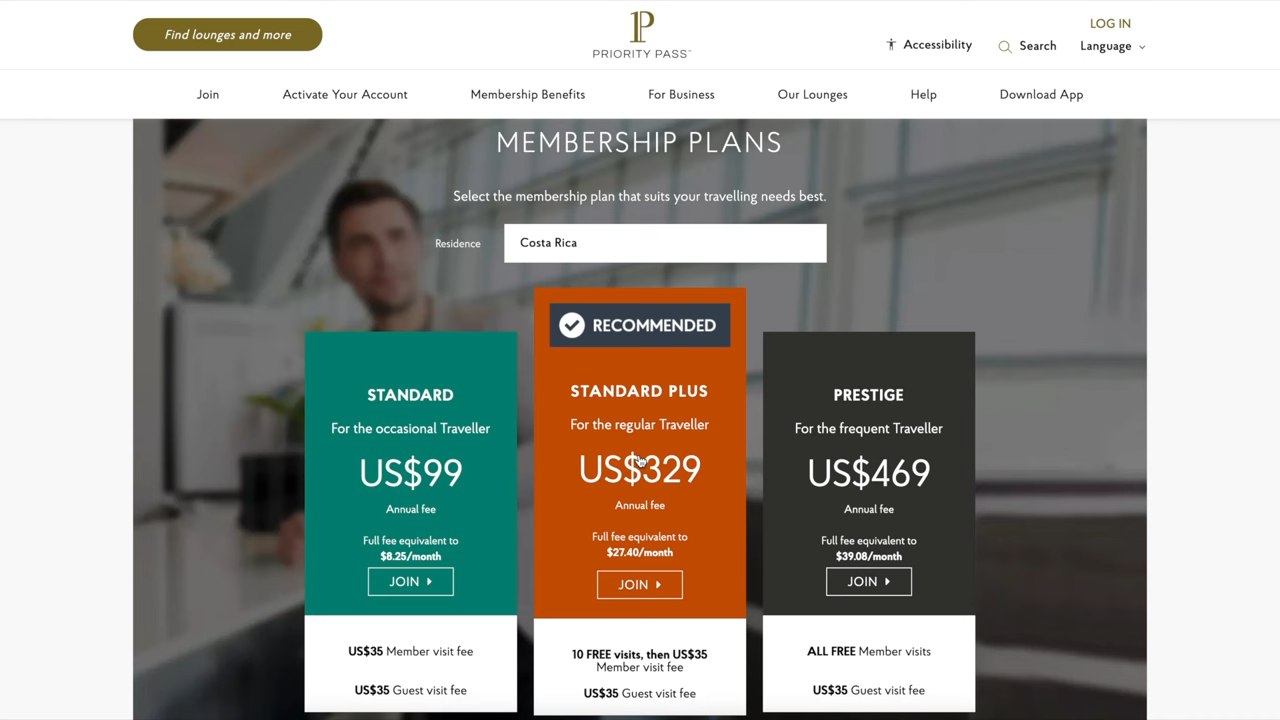 Find lounges and more
PRIORITY PASS™
LOG IN
Accessibility
Search
Language
Join
Activate Your Account
Membership Benefits
For Business
Our Lounges
Help
Download App
MEMBERSHIP PLANS
Select the membership plan that suits your travelling needs best.
Residence
Costa Rica
STANDARD
For the occasional Traveller
US$99
Annual fee
Full fee equivalent to
$8.25/month
JOIN
US$35 Member visit fee
US$35 Guest visit fee
RECOMMENDED
STANDARD PLUS
For the regular Traveller
US$329
Annual fee
Full fee equivalent to
$27.40/month
JOIN
10 FREE visits, then US$35
Member visit fee
US$35 Guest visit fee
PRESTIGE
For the frequent Traveller
US$469
Annual fee
Full fee equivalent to
$39.08/month
JOIN
ALL FREE Member visits
US$35 Guest visit fee